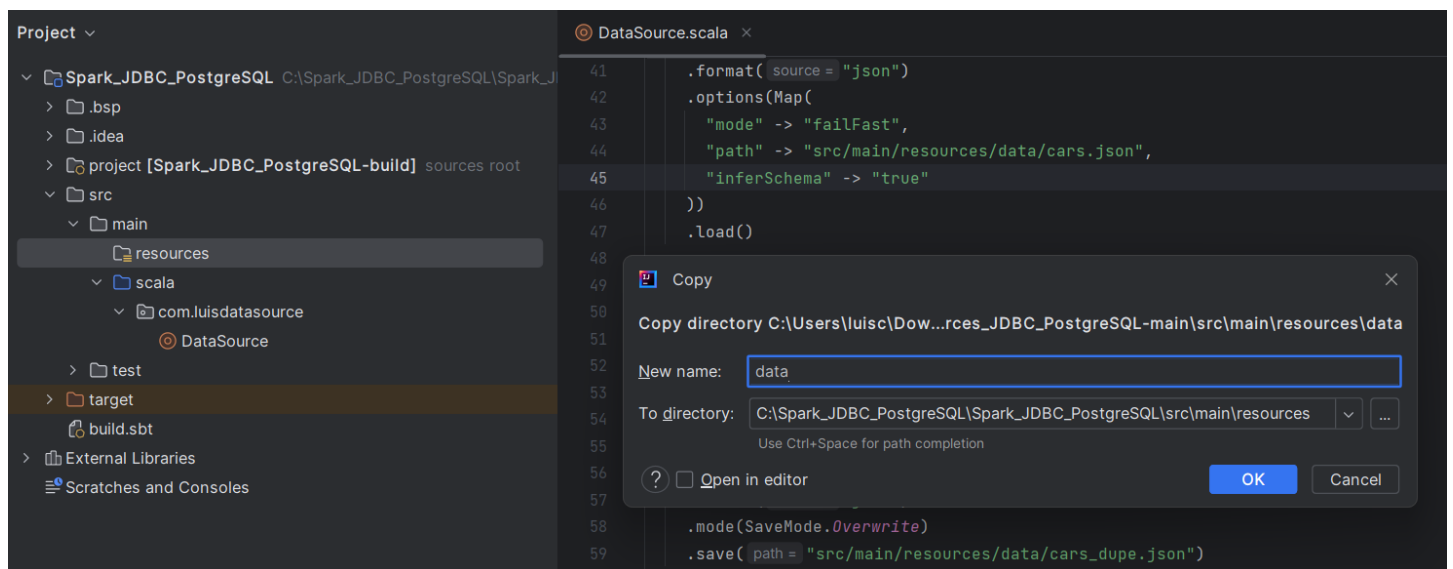 Project
Spark_JDBC_PostgreSQL C:\Spark_JDBC_PostgreSQL\Spark_J
.bsp
.idea
project [Spark_JDBC_PostgreSQL-build] sources root
src
main
resources
scala
com.luisdatasource
DataSource
test
target
build.sbt
External Libraries
Scratches and Consoles
DataSource.scala
41 .format( source = "json")
42 .options(Map(
43 "mode" -> "failFast",
44 "path" -> "src/main/resources/data/cars.json",
45 "inferSchema" -> "true"
46 ))
47 .load()
48
49
50
51
52
53
54
55
56
57
58 .mode(SaveMode.Overwrite)
59 .save( path = "src/main/resources/data/cars_dupe.json")
Copy
Copy directory C:\Users\luisc\Dow...rces_JDBC_PostgreSQL-main\src\main\resources\data
New name: data
To directory: C:\Spark_JDBC_PostgreSQL\Spark_JDBC_PostgreSQL\src\main\resources ...
Use Ctrl+Space for path completion
? Open in editor OK Cancel